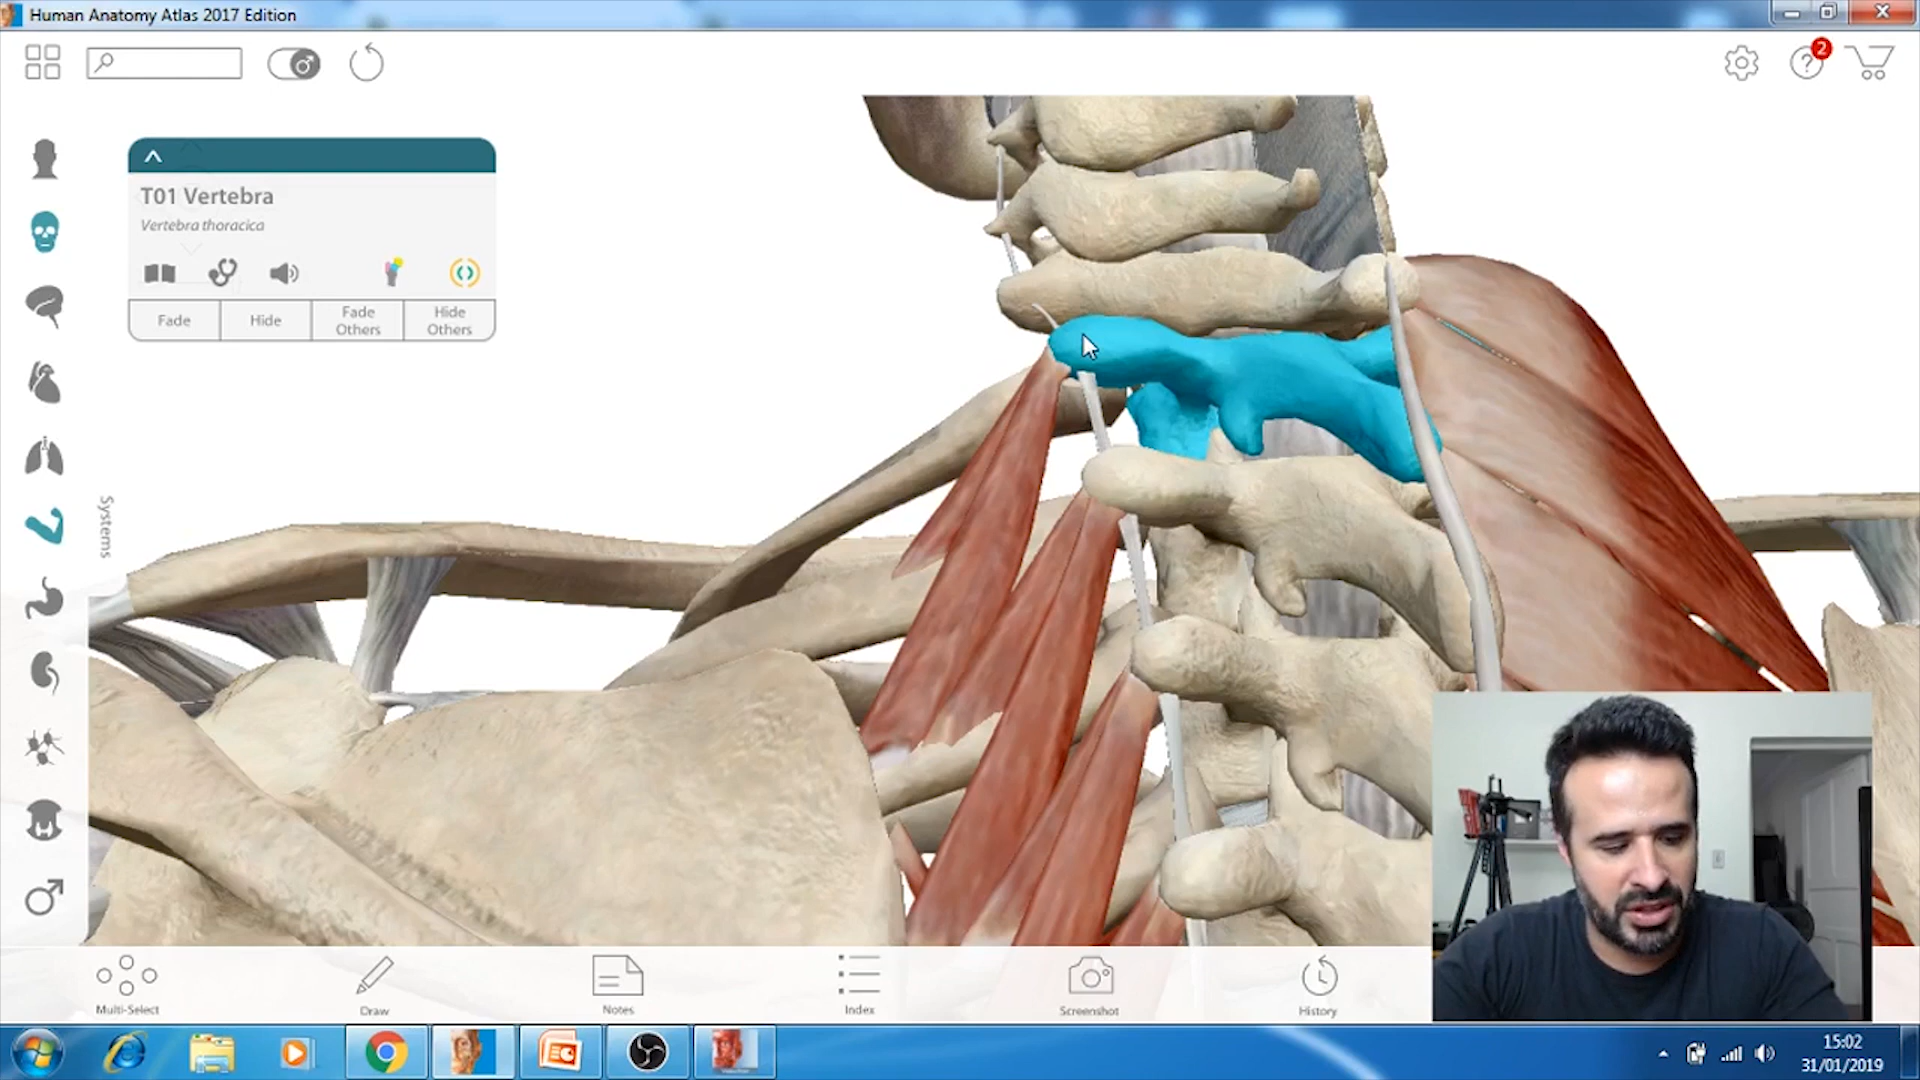 Human Anatomy Atlas 2017 Edition
2
T01 Vertebra
Vertebra thoracica
Fade
Hide
Fade
Others
Hide
Others
Systems
Multi-Select
Draw
Notes
Index
Screenshot
History
15:02
31/01/2019